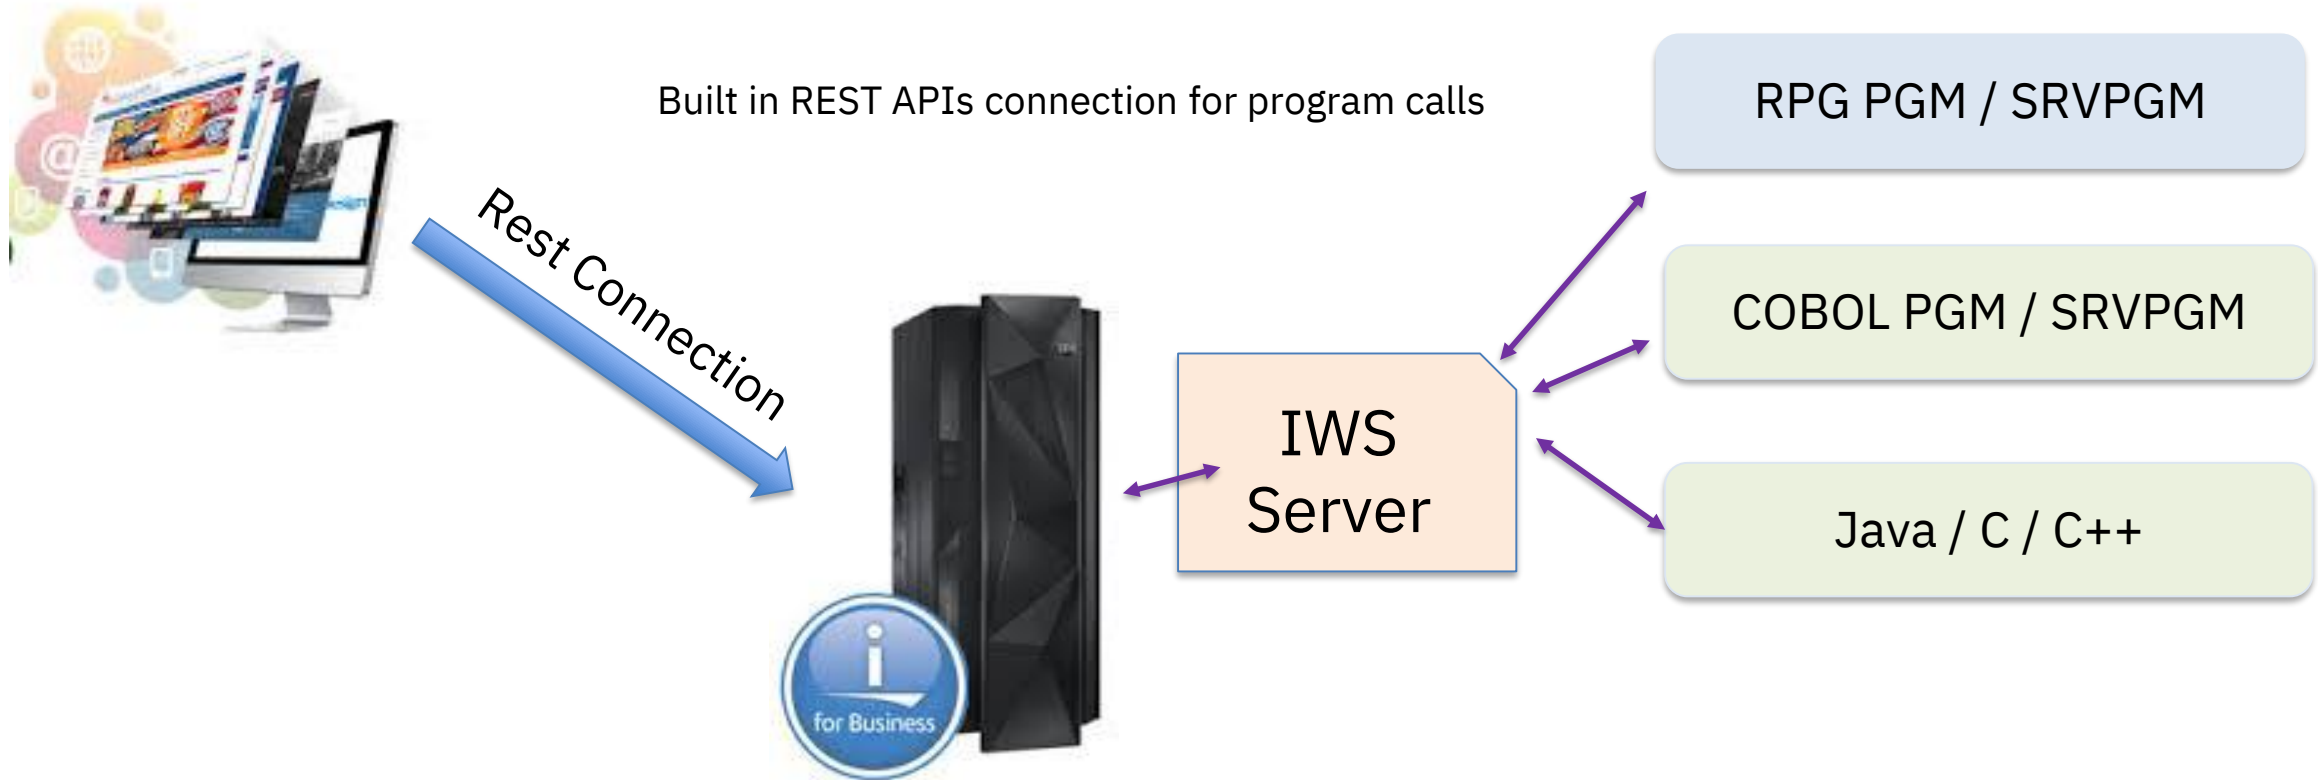 Built in REST APIs connection for program calls
RPG PGM / SRVPGM
Rest Connection
COBOL PGM / SRVPGM
IWS
Server
Java / C / C++
i
for Business
@